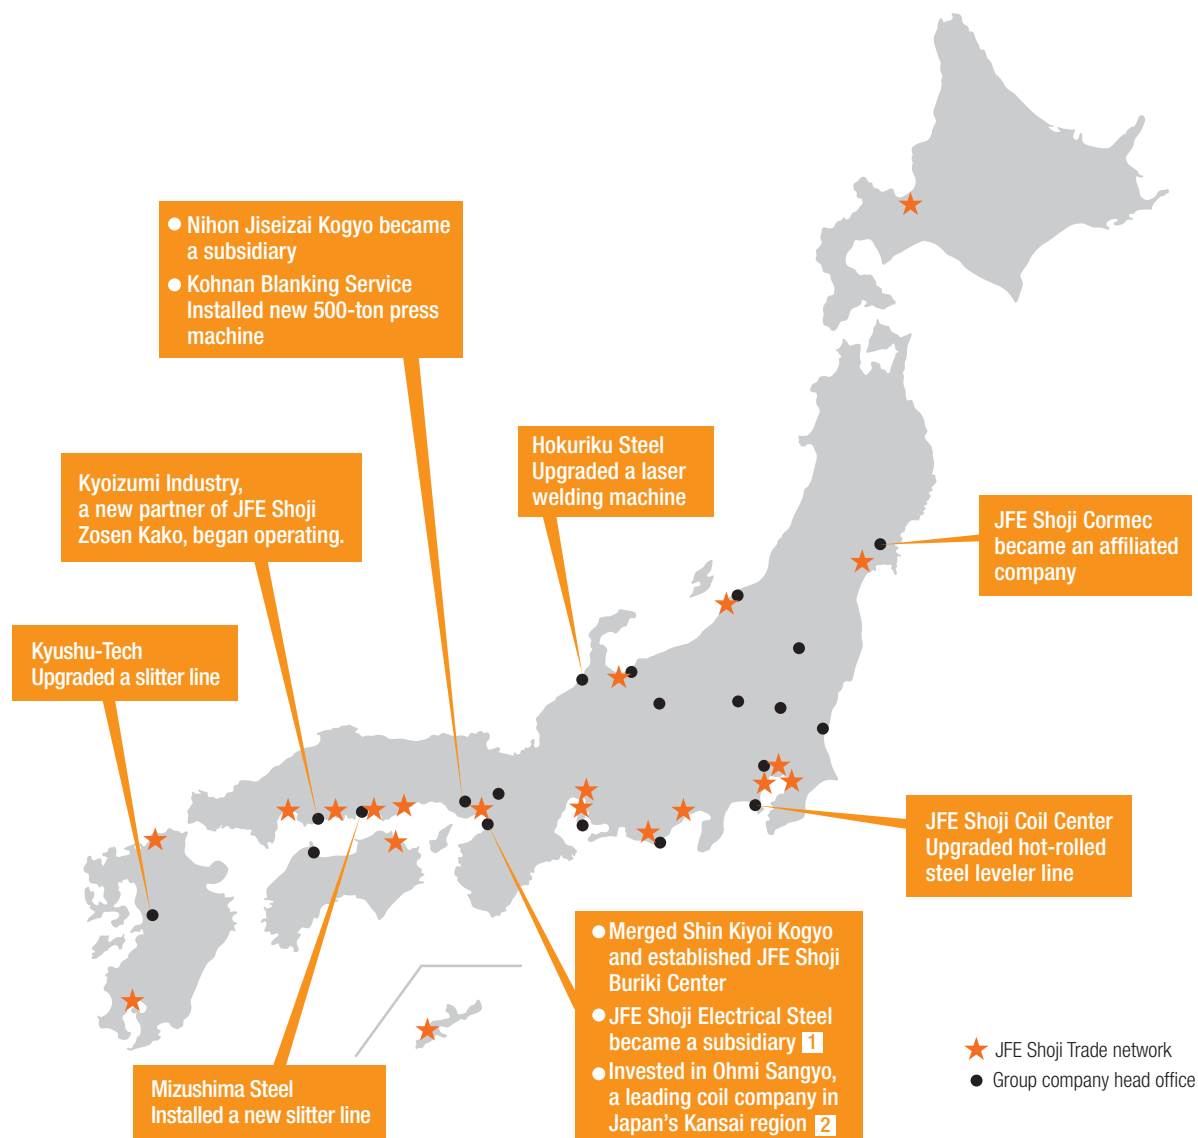 ● Nihon Jiseizai Kogyo became
a subsidiary
● Kohnan Blanking Service
Installed new 500-ton press
machine
Hokuriku Steel
Upgraded a laser
welding machine
Kyoizumi Industry,
a new partner of JFE Shoji
Zosen Kako, began operating.
JFE Shoji Cormec
became an affiliated
company
Kyushu-Tech
Upgraded a slitter line
JFE Shoji Coil Center
Upgraded hot-rolled
steel leveler line
● Merged Shin Kiyoi Kogyo
and established JFE Shoji
Buriki Center
● JFE Shoji Electrical Steel
became a subsidiary 1
● Invested in Ohmi Sangyo,
a leading coil company in
Japan's Kansai region 2
Mizushima Steel
Installed a new slitter line
★ JFE Shoji Trade network
● Group company head office